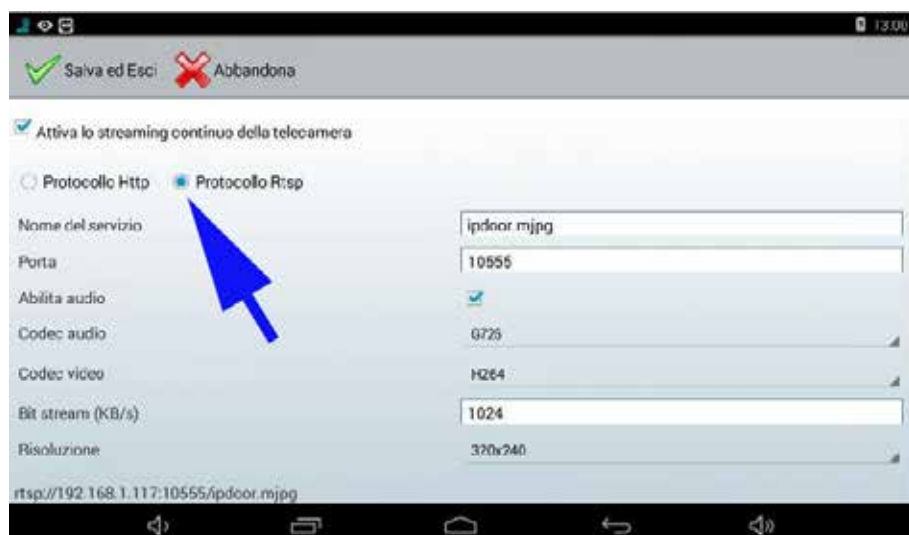 13:00
Salva ed Esci Abbandona
Attiva lo streaming continuo della telecamera
Protocollo Http Protocollo Rtsp
Nome del servizio ipdoor.mjpg
Porta 10555
Abilita audio
Codec audio G726
Codec video H264
Bit stream (KB/s) 1024
Risoluzione 320x240
rtsp://192.168.1.117:10555/ipdoor.mjpg